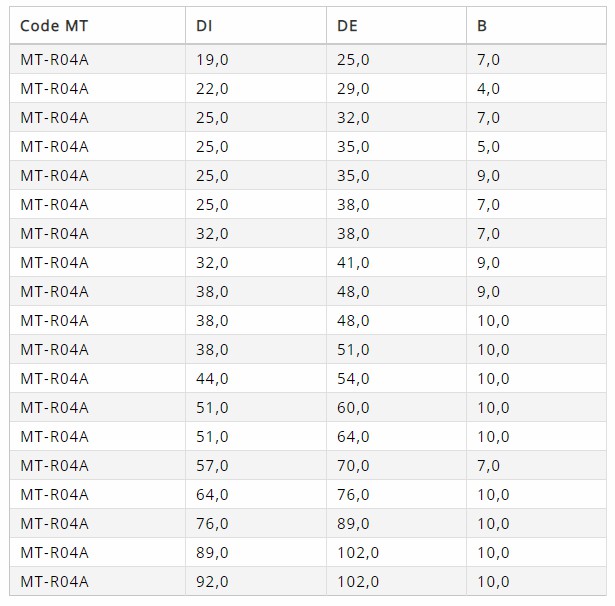 Code MT DI DE B
MT-R04A 19,0 25,0 7,0
MT-R04A 22,0 29,0 4,0
MT-R04A 25,0 32,0 7,0
MT-R04A 25,0 35,0 5,0
MT-R04A 25,0 35,0 9,0
MT-R04A 25,0 38,0 7,0
MT-R04A 32,0 38,0 7,0
MT-R04A 32,0 41,0 9,0
MT-R04A 38,0 48,0 9,0
MT-R04A 38,0 48,0 10,0
MT-R04A 38,0 51,0 10,0
MT-R04A 44,0 54,0 10,0
MT-R04A 51,0 60,0 10,0
MT-R04A 51,0 64,0 10,0
MT-R04A 57,0 70,0 7,0
MT-R04A 64,0 76,0 10,0
MT-R04A 76,0 89,0 10,0
MT-R04A 89,0 102,0 10,0
MT-R04A 92,0 102,0 10,0